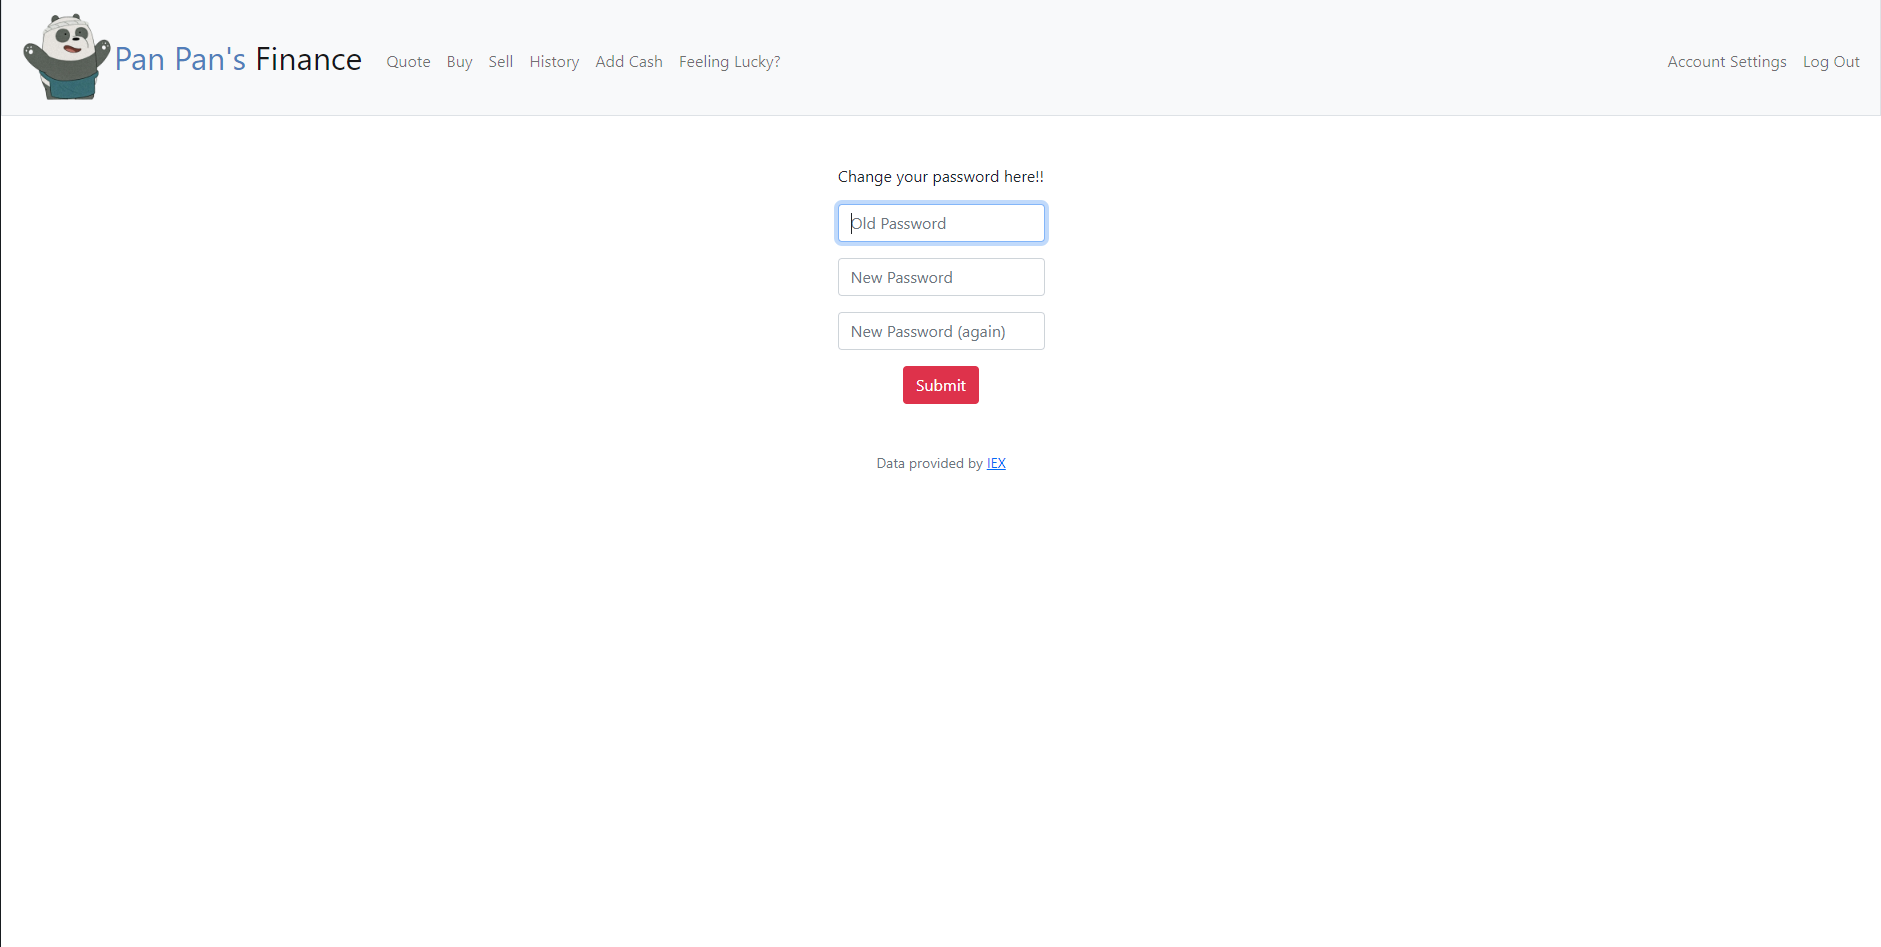 Pan Pan's Finance Quote Buy Sell History Add Cash Feeling Lucky? Account Settings Log Out
Change your password here!!
Old Password
New Password
New Password (again)
Submit
Data provided by IEX